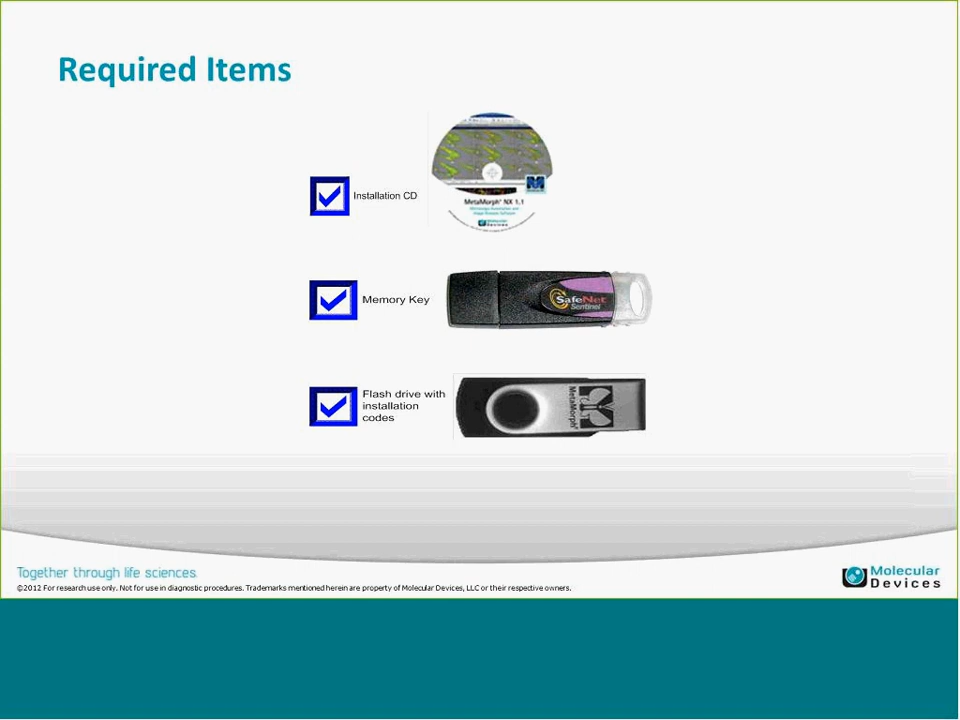 Required Items
Installation CD
MetaMorph® NX 1.1
Molecular
Devices
Memory Key
SafeNet
Sentinel
Flash drive with
installation
codes
MetaMorph®
Together through life sciences.
©2012 For research use only. Not for use in diagnostic procedures. Trademarks mentioned herein are property of Molecular Devices, LLC or their respective owners.
Molecular
Devices